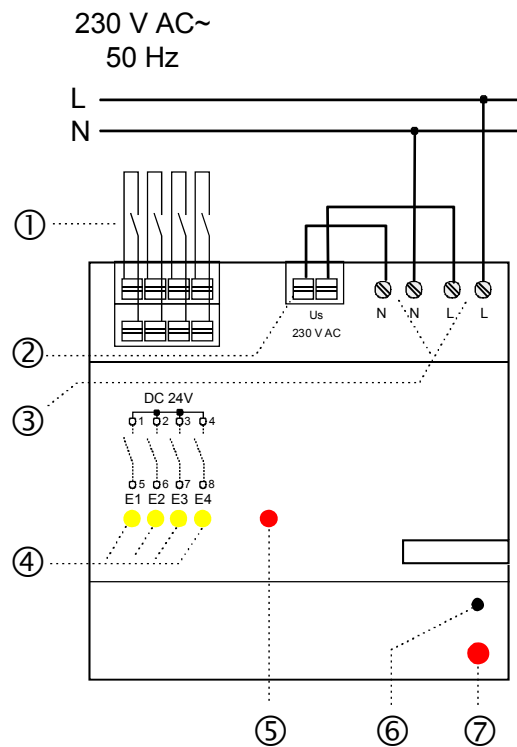 230 V AC~
50 Hz
L
N
①
Us
230 V AC
N N L L
②
③
DC 24V
1 2 3 4
5 6 7 8
E1 E2 E3 E4
④
⑤ ⑥ ⑦